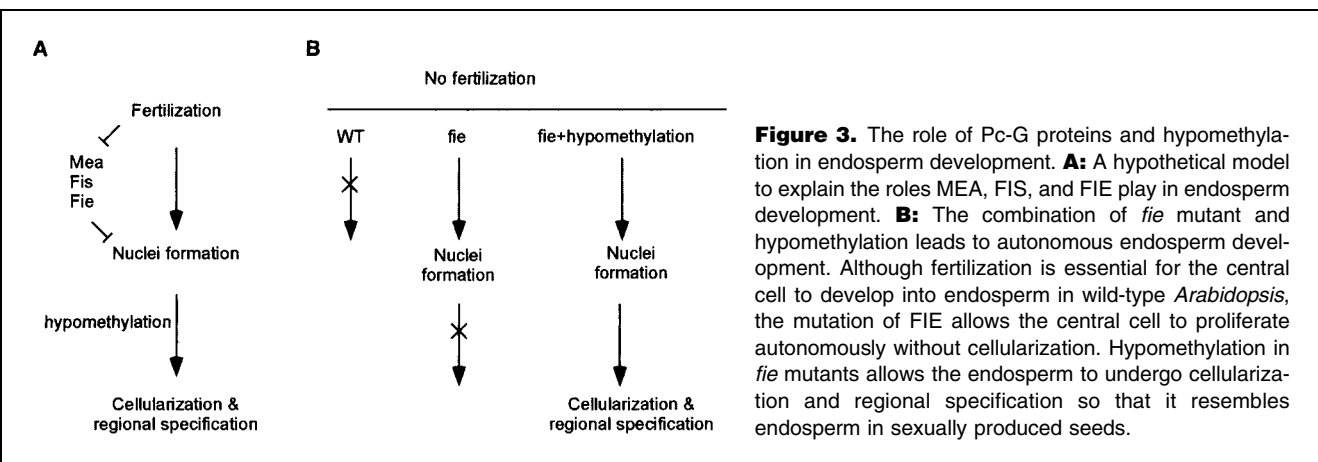 A
Fertilization
Mea
Fis
Fie
Nuclei formation
hypomethylation
Cellularization &
regional specification
B
No fertilization
WT
fie
fie+hypomethylation
Nuclei
formation
Nuclei
formation
Cellularization &
regional specification
Figure 3. The role of Pc-G proteins and hypomethyla-
tion in endosperm development. A: A hypothetical model
to explain the roles MEA, FIS, and FIE play in endosperm
development. B: The combination of fie mutant and
hypomethylation leads to autonomous endosperm devel-
opment. Although fertilization is essential for the central
cell to develop into endosperm in wild-type Arabidopsis,
the mutation of FIE allows the central cell to proliferate
autonomously without cellularization. Hypomethylation in
fie mutants allows the endosperm to undergo cellulariza-
tion and regional specification so that it resembles
endosperm in sexually produced seeds.